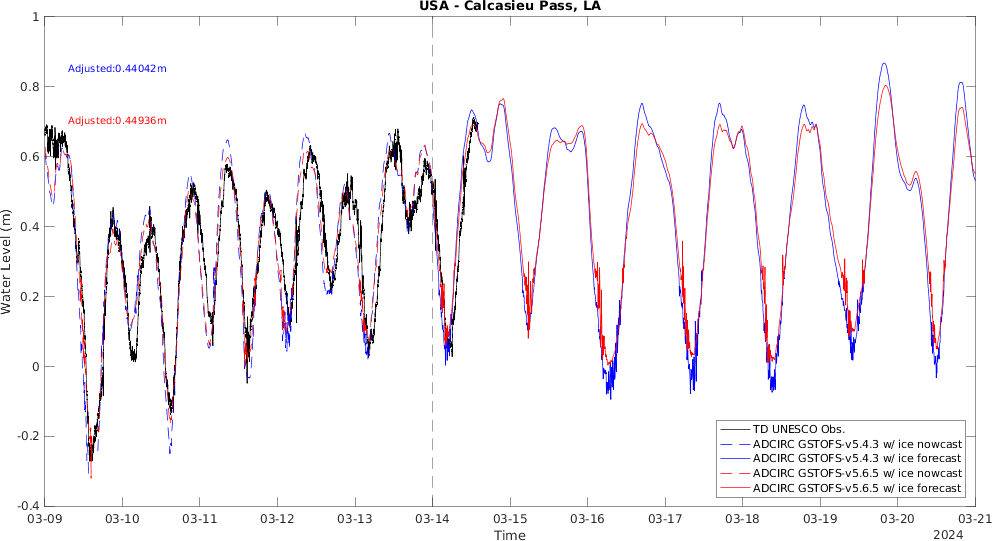 USA - Calcasieu Pass, LA
1
0.8
0.6
0.4
0.2
0
-0.2
-0.4
Water Level (m)
Adjusted:0.44042m
Adjusted:0.44936m
TD UNESCO Obs.
ADCIRC GSTOFS-v5.4.3 w/ ice nowcast
ADCIRC GSTOFS-v5.4.3 w/ ice forecast
ADCIRC GSTOFS-v5.6.5 w/ ice nowcast
ADCIRC GSTOFS-v5.6.5 w/ ice forecast
03-09 03-10 03-11 03-12 03-13 03-14 03-15 03-16 03-17 03-18 03-19 03-20 03-21
Time
2024